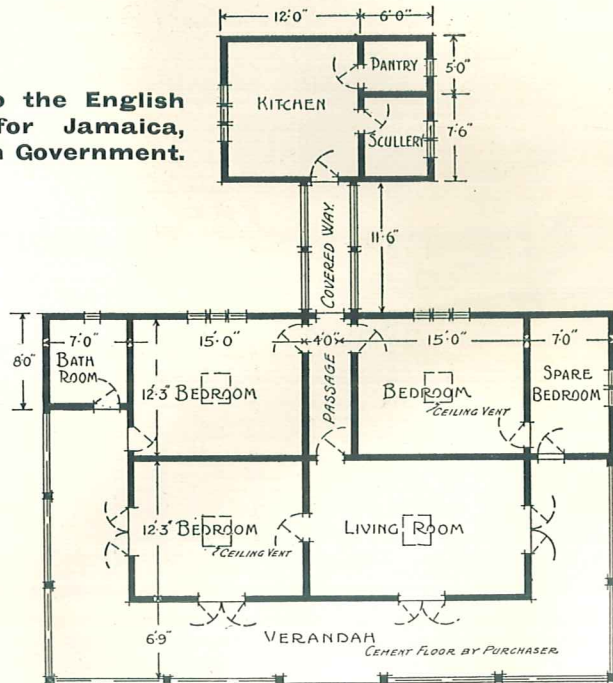 12'·0"
6'·0"
PANTRY
5'·0"
KITCHEN
SCULLERY
7'·6"
the English
for Jamaica,
Government.
COVERED WAY.
11'·6"
7'·0"
15'·0"
4'·0"
15'·0"
7'·0"
8'·0"
BATH
ROOM
12'·3" BEDROOM
PASSAGE
BEDROOM
CEILING VENT
SPARE
BEDROOM
12'·3" BEDROOM
CEILING VENT
LIVING ROOM
6'·9"
VERANDAH
CEMENT FLOOR BY PURCHASER